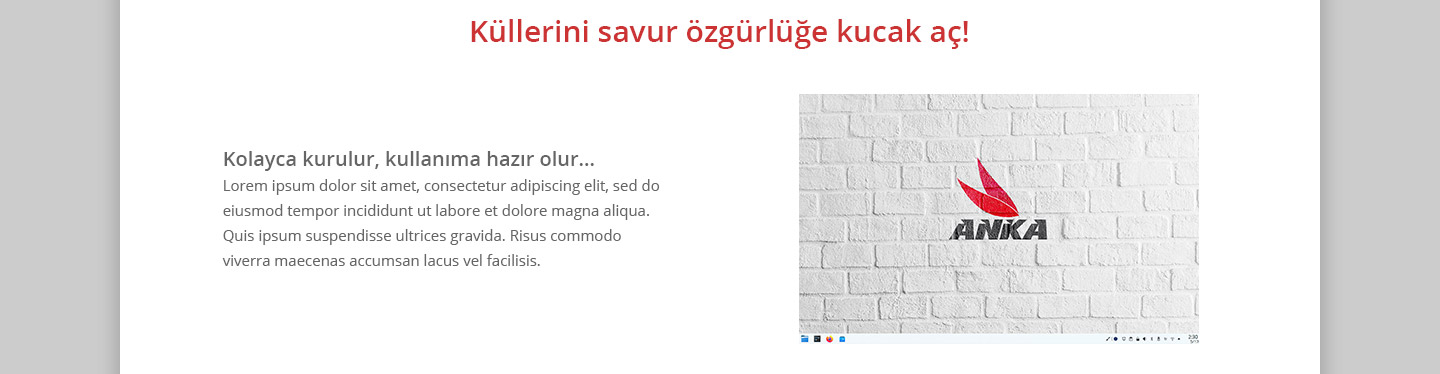 Küllerini savur özgürlüğe kucak aç!
Kolayca kurulur, kullanıma hazır olur...
Lorem ipsum dolor sit amet, consectetur adipiscing elit, sed do
eiusmod tempor incididunt ut labore et dolore magna aliqua.
Quis ipsum suspendisse ultrices gravida. Risus commodo
viverra maecenas accumsan lacus vel facilisis.
ANKA
2:30